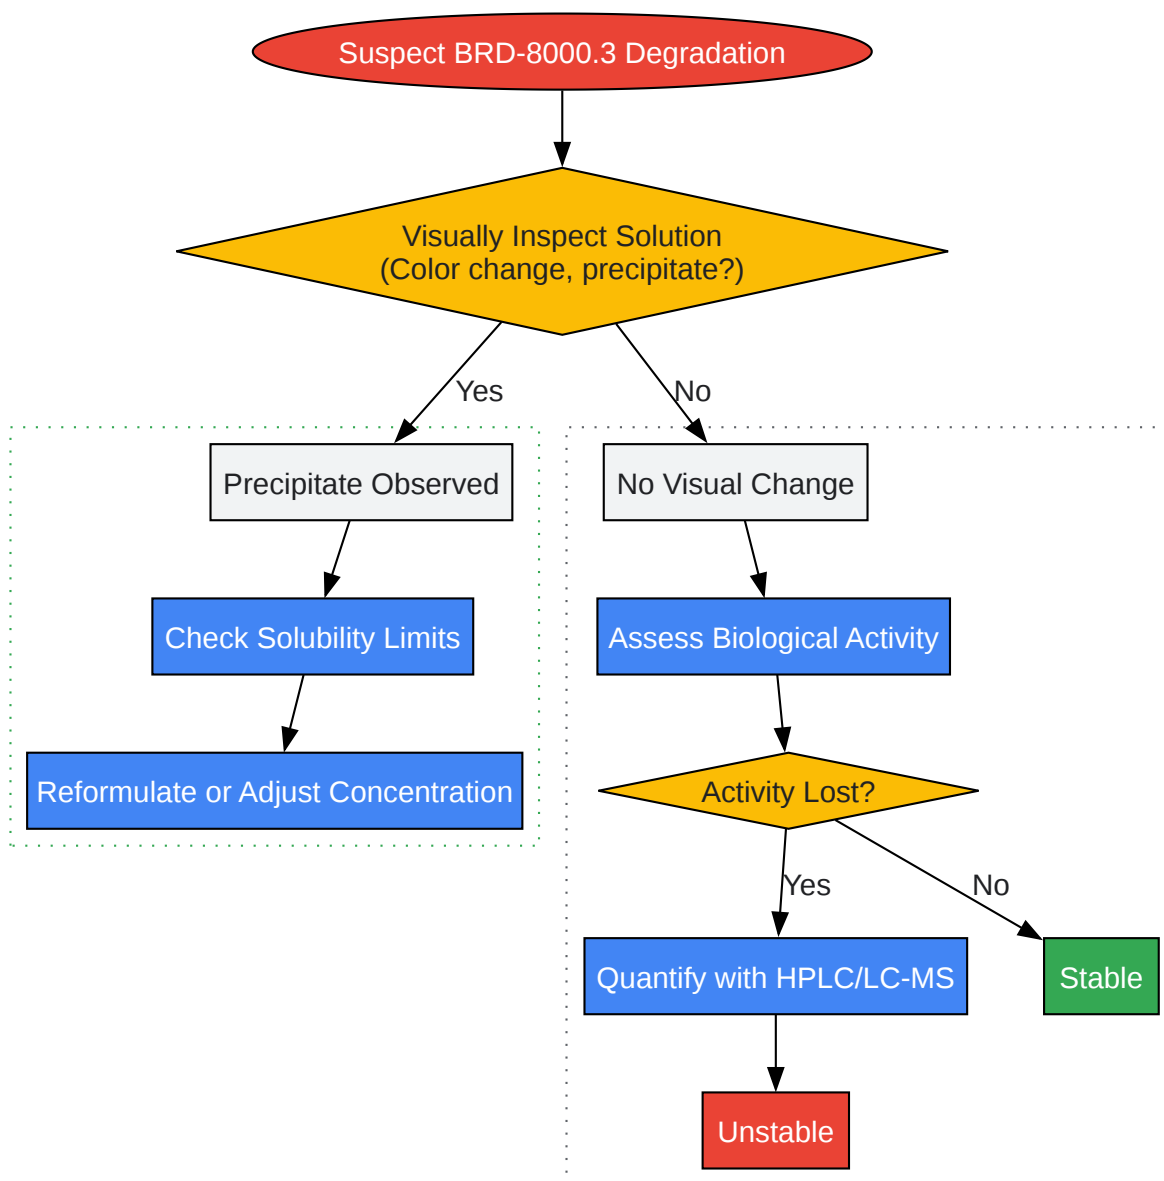 Suspect BRD-8000.3 Degradation
Visually Inspect Solution
(Color change, precipitate?)
Yes
No
Precipitate Observed
No Visual Change
Check Solubility Limits
Assess Biological Activity
Reformulate or Adjust Concentration
Activity Lost?
Yes
No
Quantify with HPLC/LC-MS
Stable
Unstable